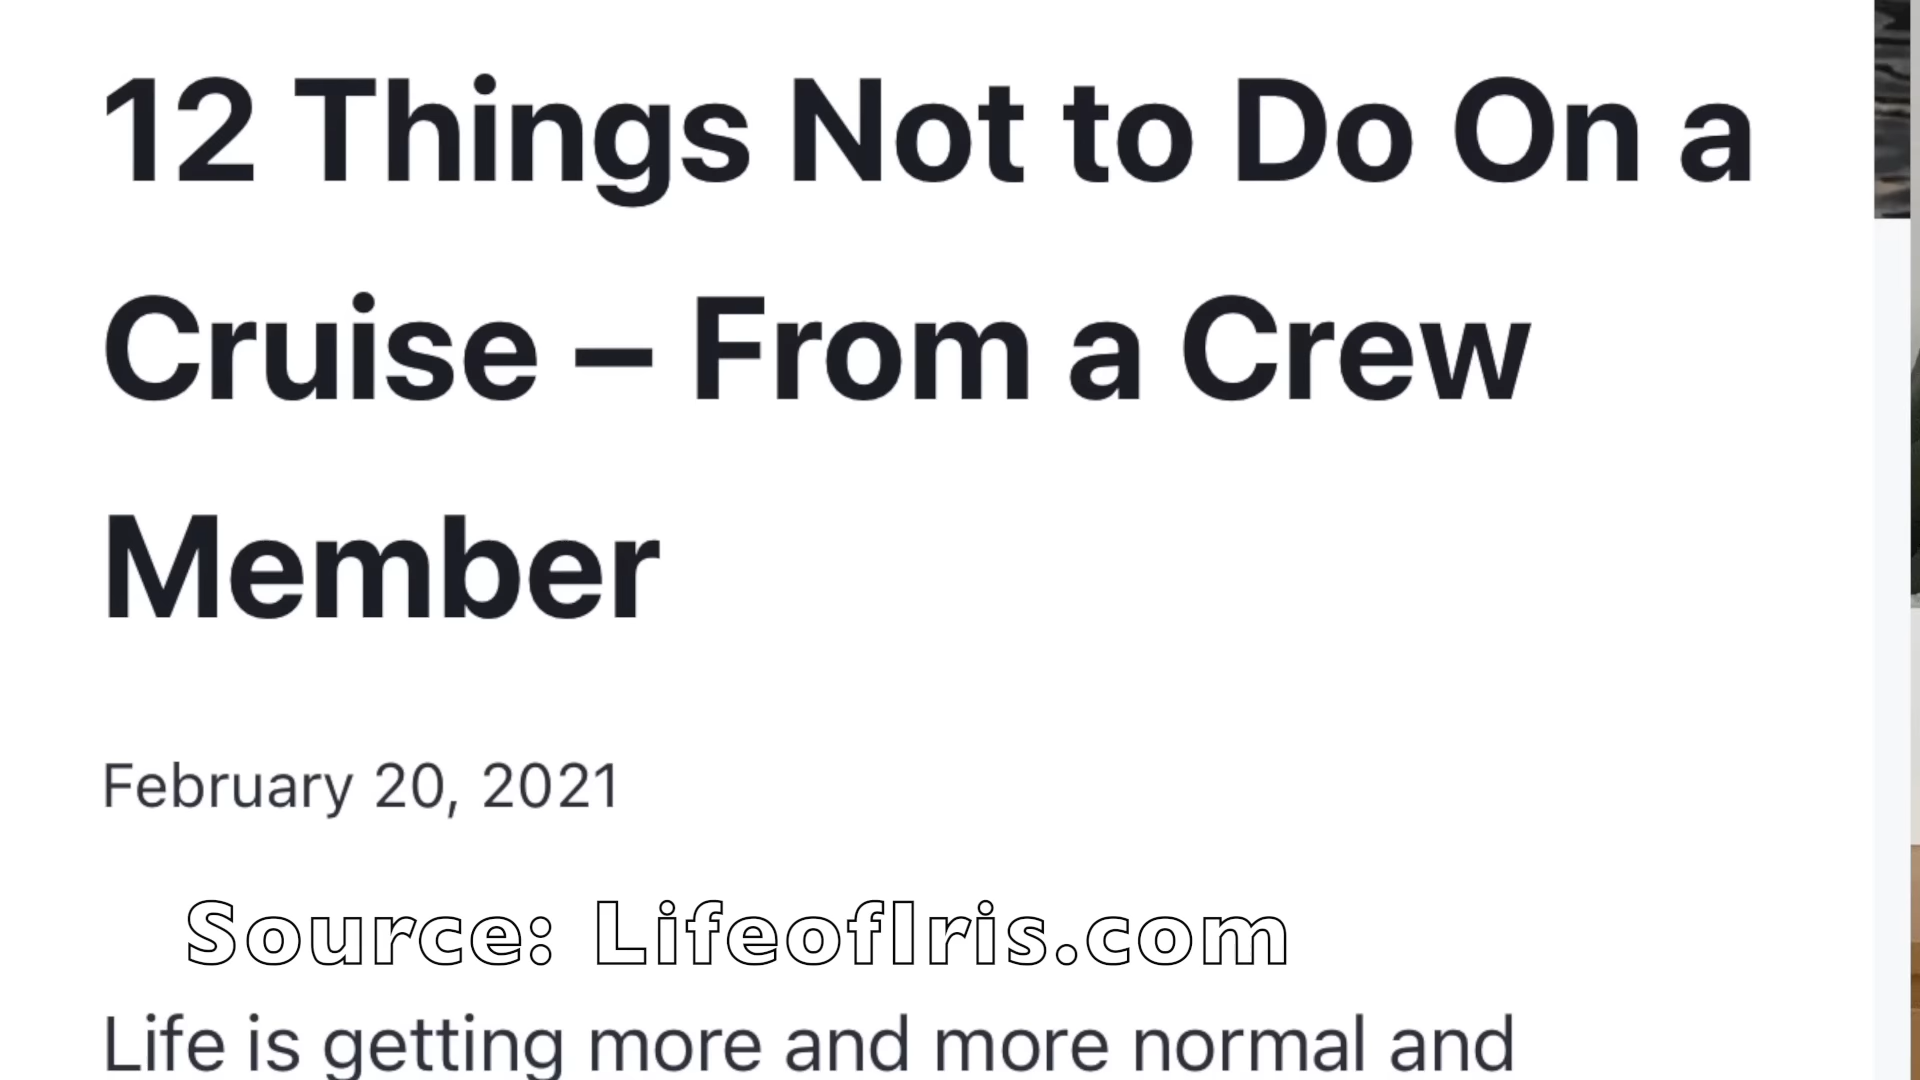 12 Things Not to Do On a
Cruise – From a Crew
Member
February 20, 2021
Source: LifeofIris.com
Life is getting more and more normal and